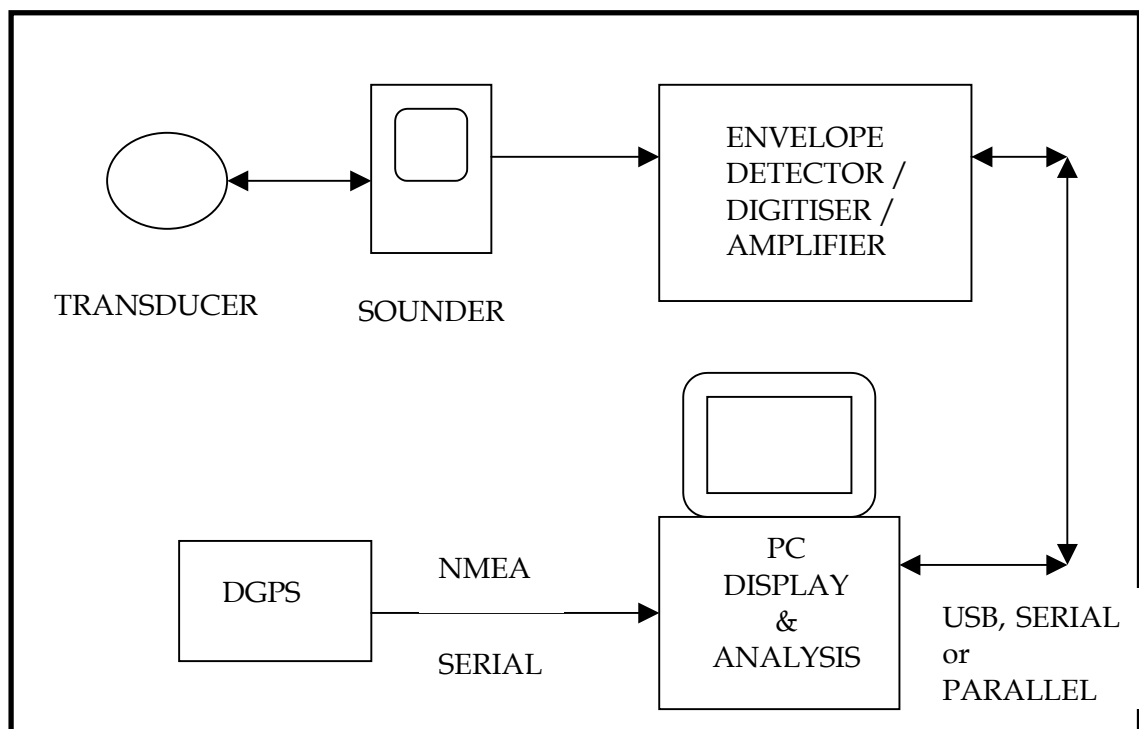 ENVELOPE
DETECTOR /
DIGITISER /
AMPLIFIER
TRANSDUCER
SOUNDER
DGPS
NMEA
SERIAL
PC
DISPLAY
&
ANALYSIS
USB, SERIAL
or
PARALLEL